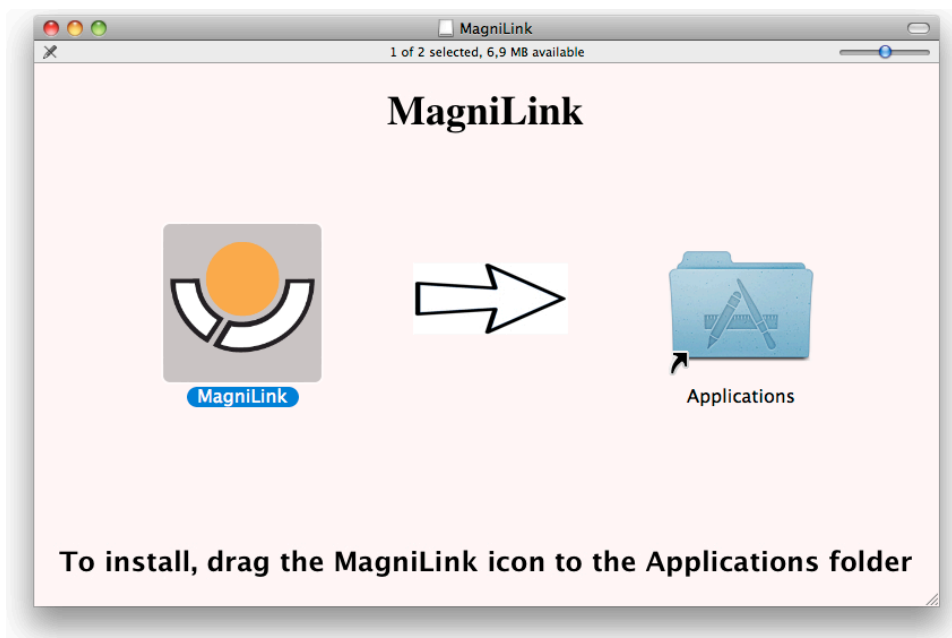 MagniLink
1 of 2 selected, 6,9 MB available
MagniLink
MagniLink
Applications
To install, drag the MagniLink icon to the Applications folder